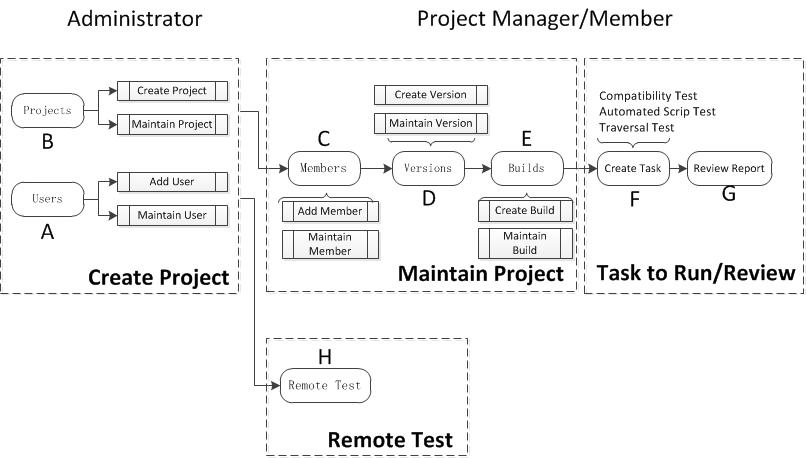 Administrator
Project Manager/Member
Projects
B
Create Project
Maintain Project
Users
A
Add User
Maintain User
Create Project
Create Version
Maintain Version
C
Members
Versions
D
E
Builds
Add Member
Maintain
Member
Create Build
Maintain
Build
Maintain Project
Compatibility Test
Automated Scrip Test
Traversal Test
Create Task
F
Review Report
G
Task to Run/Review
H
Remote Test
Remote Test